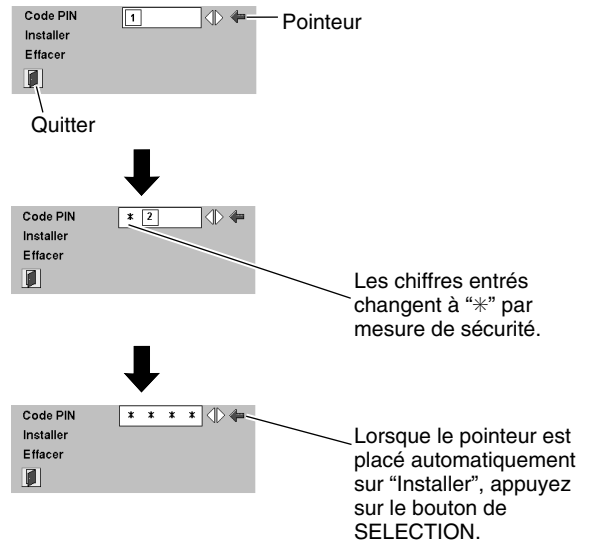 Code PIN 1
Pointeur
Installer
Effacer
Quitter
Code PIN * 2
Installer
Effacer
Les chiffres entrés
changent à “✳” par
mesure de sécurité.
Code PIN * * * *
Installer
Effacer
Lorsque le pointeur est
placé automatiquement
sur “Installer”, appuyez
sur le bouton de
SELECTION.